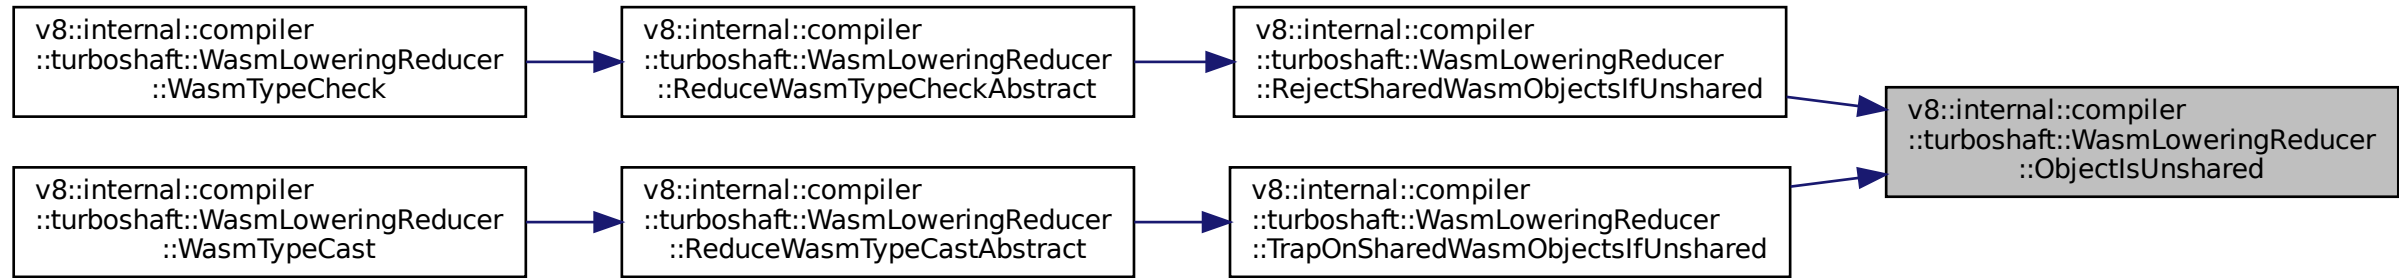 v8::internal::compiler
::turboshaft::WasmLoweringReducer
::WasmTypeCheck
v8::internal::compiler
::turboshaft::WasmLoweringReducer
::ReduceWasmTypeCheckAbstract
v8::internal::compiler
::turboshaft::WasmLoweringReducer
::RejectSharedWasmObjectsIfUnshared
v8::internal::compiler
::turboshaft::WasmLoweringReducer
::ObjectIsUnshared
v8::internal::compiler
::turboshaft::WasmLoweringReducer
::WasmTypeCast
v8::internal::compiler
::turboshaft::WasmLoweringReducer
::ReduceWasmTypeCastAbstract
v8::internal::compiler
::turboshaft::WasmLoweringReducer
::TrapOnSharedWasmObjectsIfUnshared